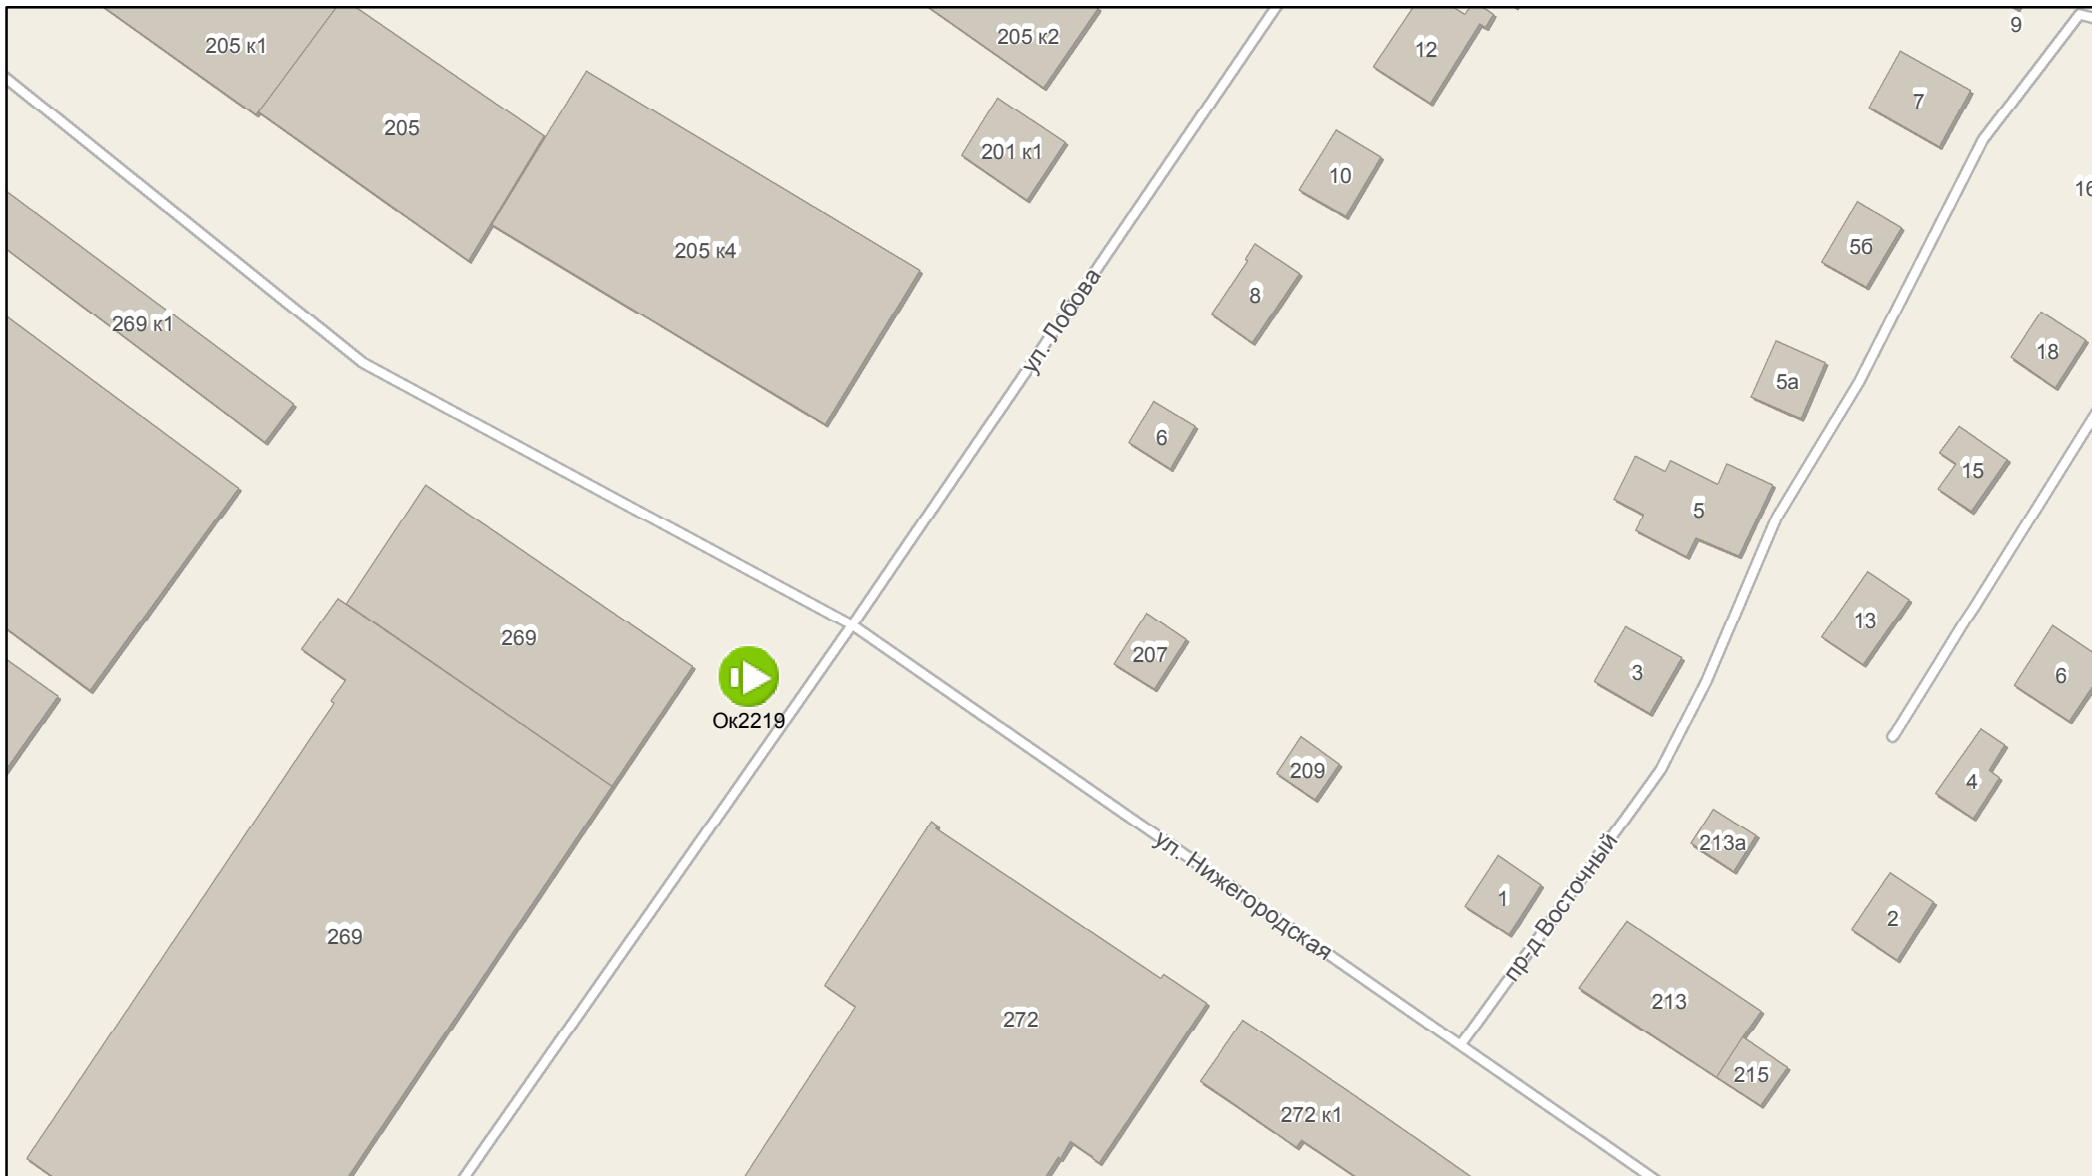 205 к1
205 к2
12
9
7
205
201 к1
10
16
205 к4
5б
8
ул. Лобова
269 к1
18
5а
6
15
5
13
269
207
3
6
Ок2219
209
4
213а
ул. Нижегородская
пр-д Восточный
1
2
269
272
213
215
272 к1